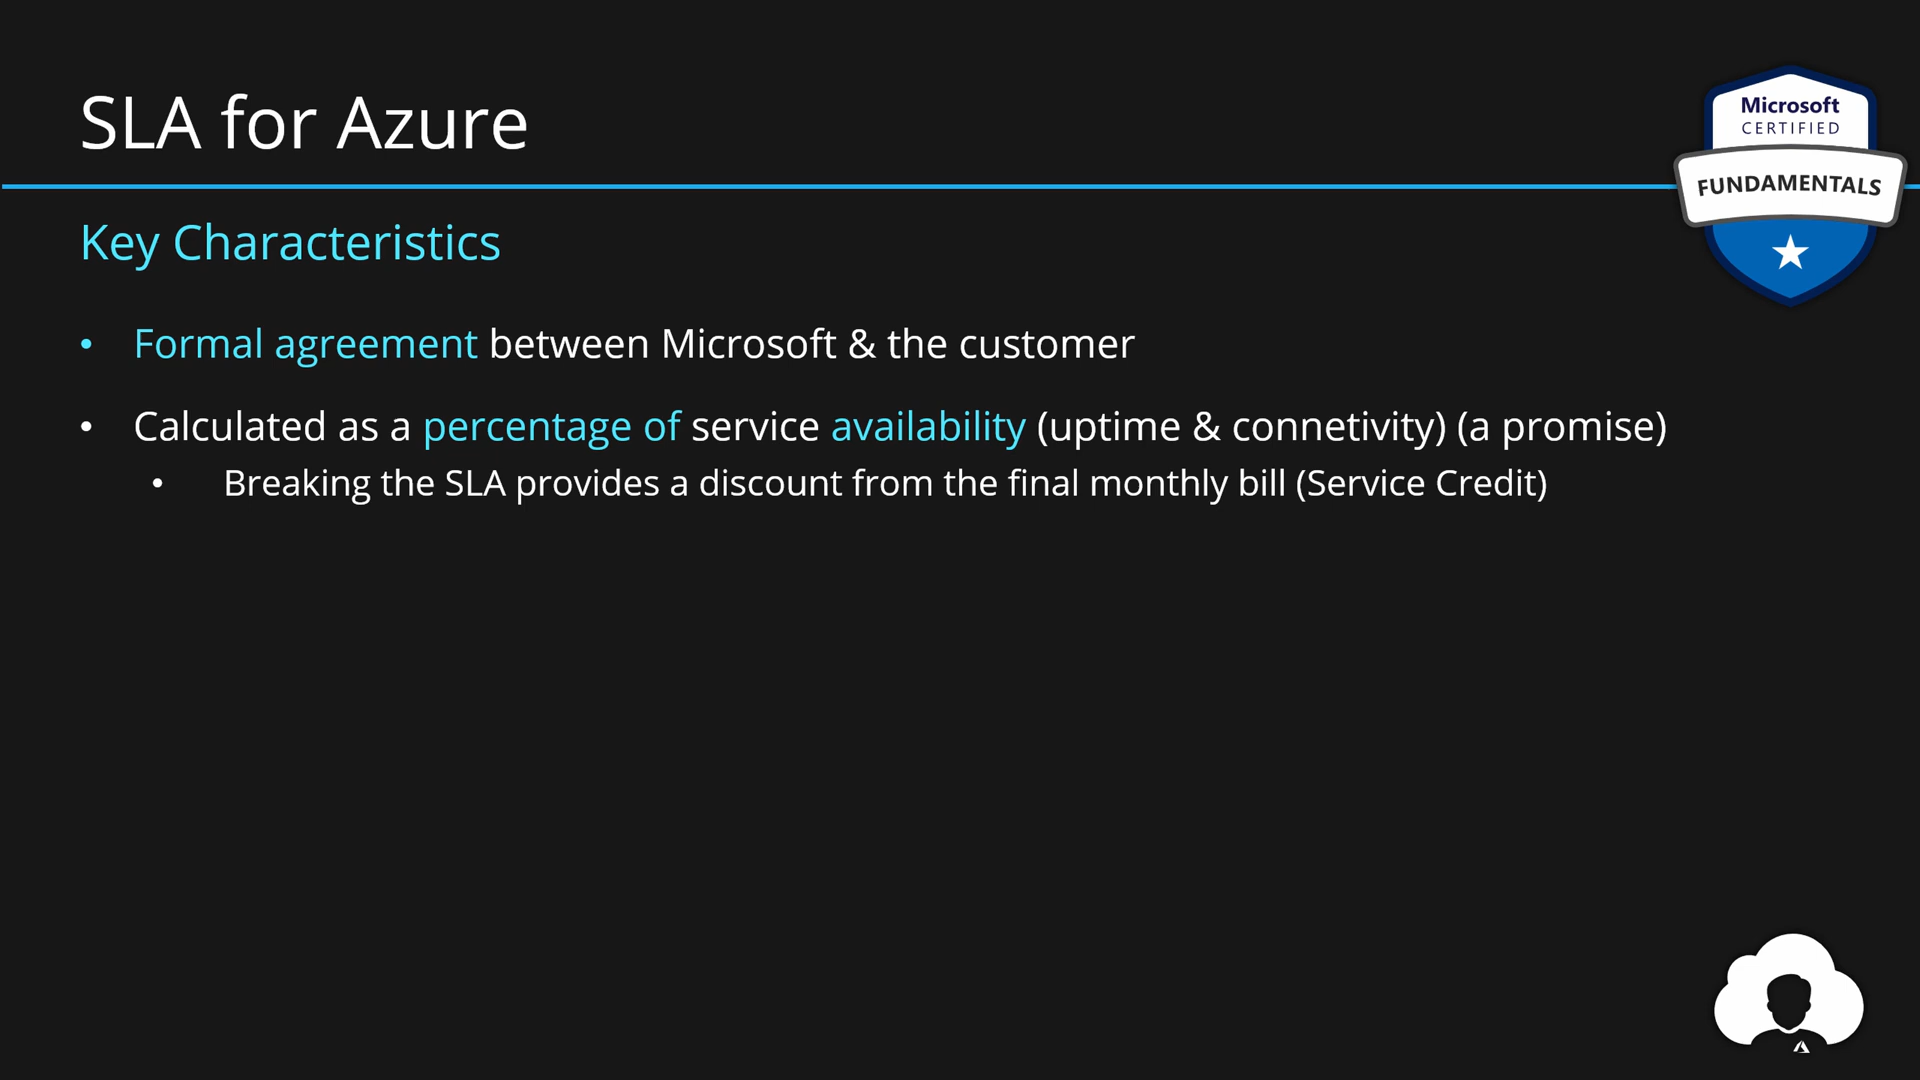 SLA for Azure
Microsoft
CERTIFIED
FUNDAMENTALS
Key Characteristics
• Formal agreement between Microsoft & the customer
• Calculated as a percentage of service availability (uptime & connetivity) (a promise)
• Breaking the SLA provides a discount from the final monthly bill (Service Credit)